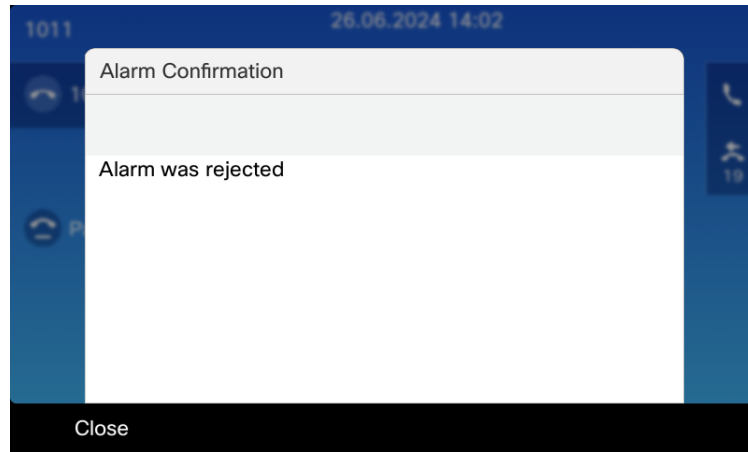 1011
26.06.2024 14:02
Alarm Confirmation
Alarm was rejected
19
Close